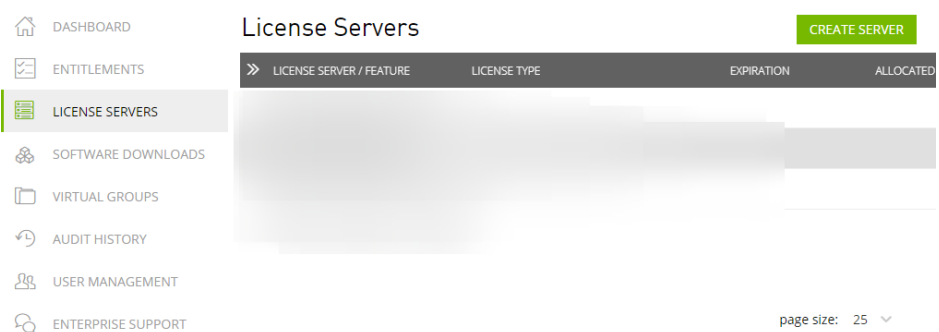 DASHBOARD
ENTITLEMENTS
LICENSE SERVERS
SOFTWARE DOWNLOADS
VIRTUAL GROUPS
AUDIT HISTORY
USER MANAGEMENT
ENTERPRISE SUPPORT
License Servers
CREATE SERVER
LICENSE SERVER / FEATURE LICENSE TYPE EXPIRATION ALLOCATED
page size: 25